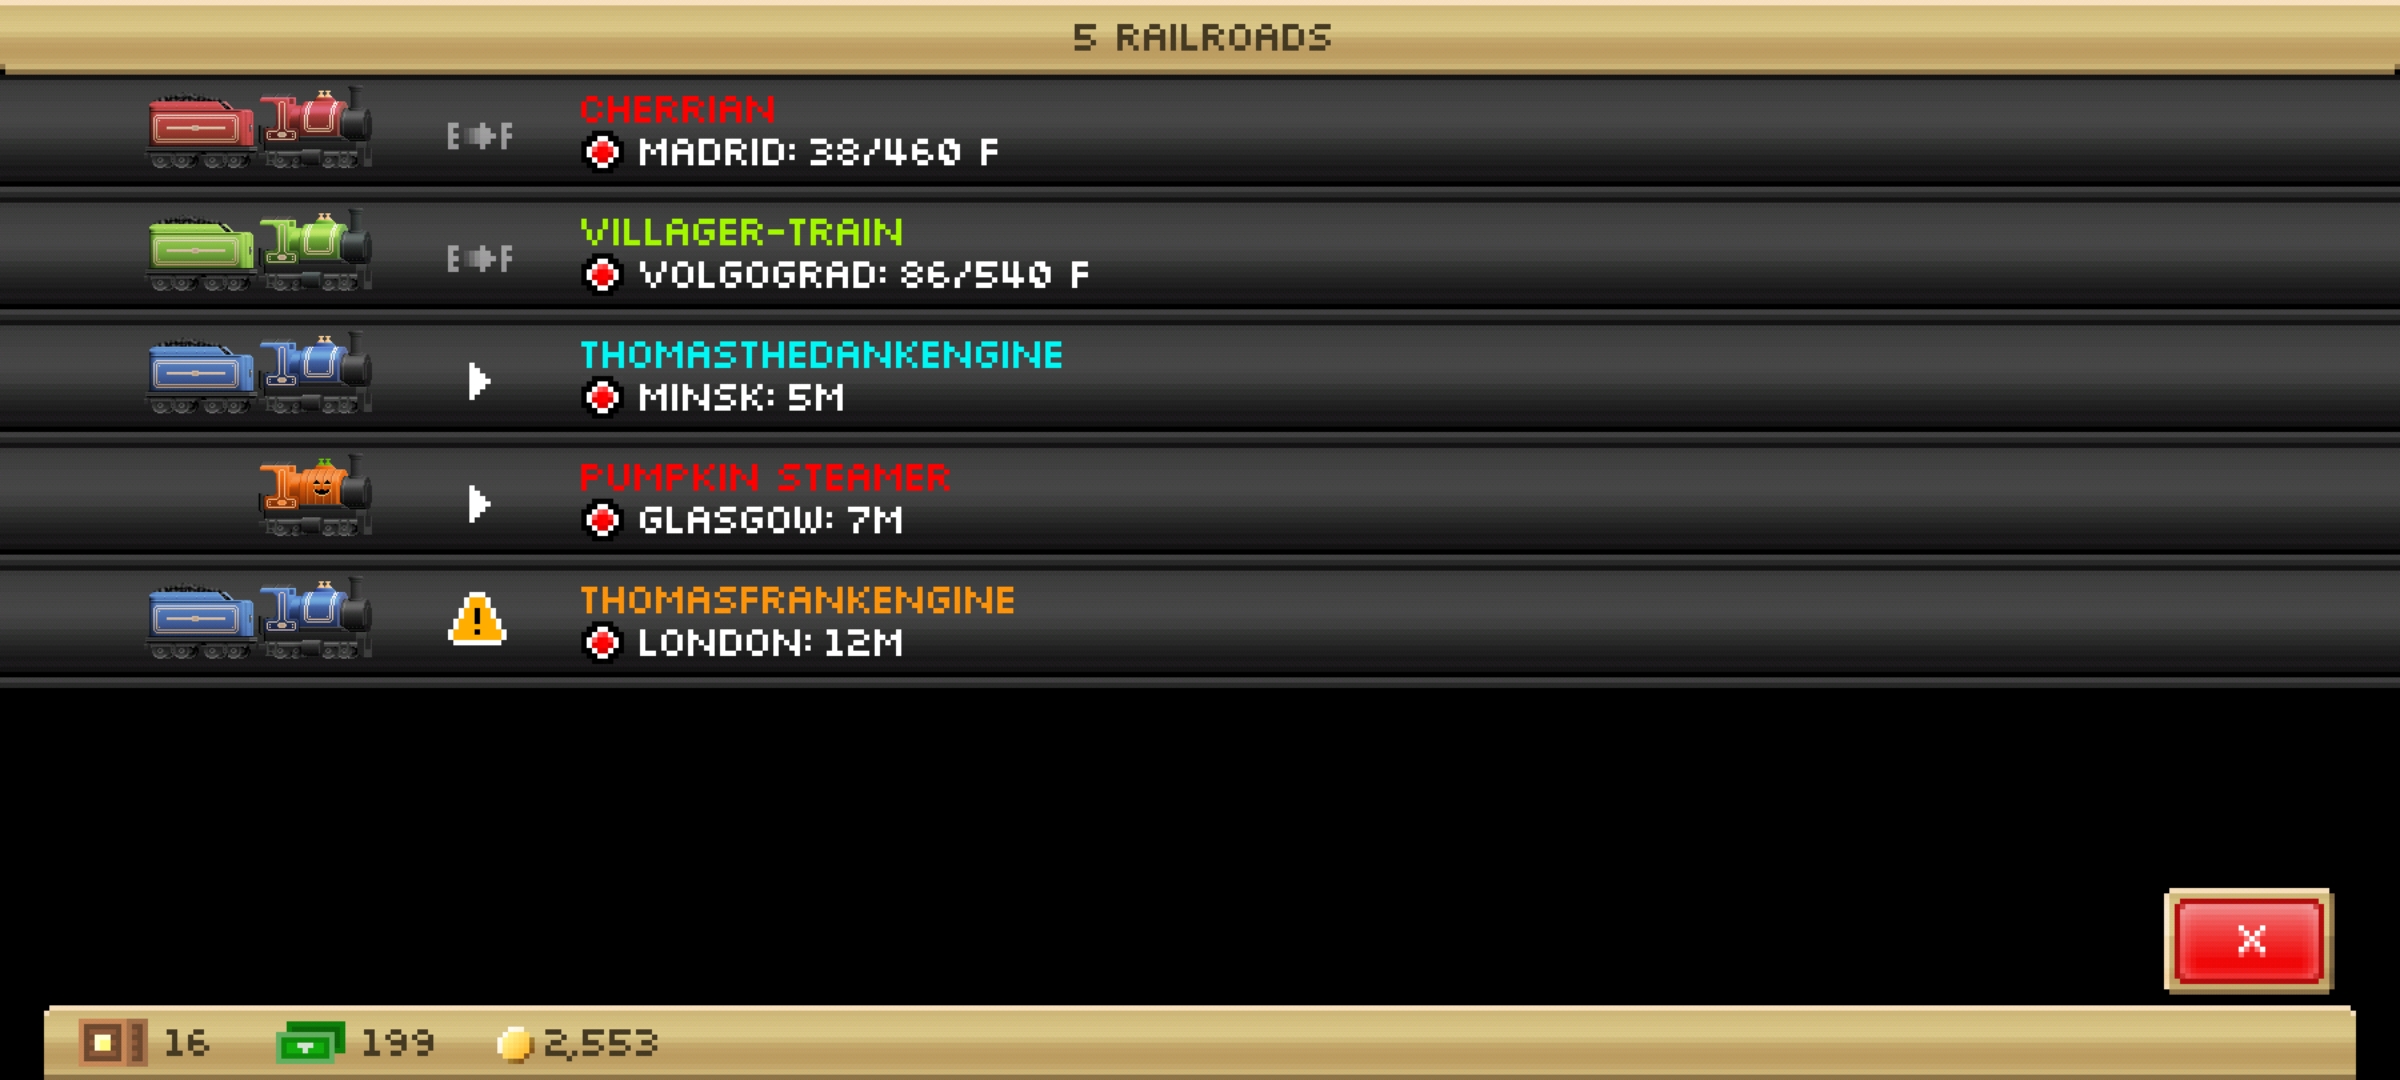 5 RAILROADS
CHERRIAN
E F
MADRID: 38/460 F
VILLAGER-TRAIN
E F
VOLGOGRAD: 86/540 F
THOMASTHEDANKENGINE
MINSK: 5M
PUMPKIN STEAMER
GLASGOW: 7M
THOMASFRANKENGINE
!
LONDON: 12M
X
16 199 2,553